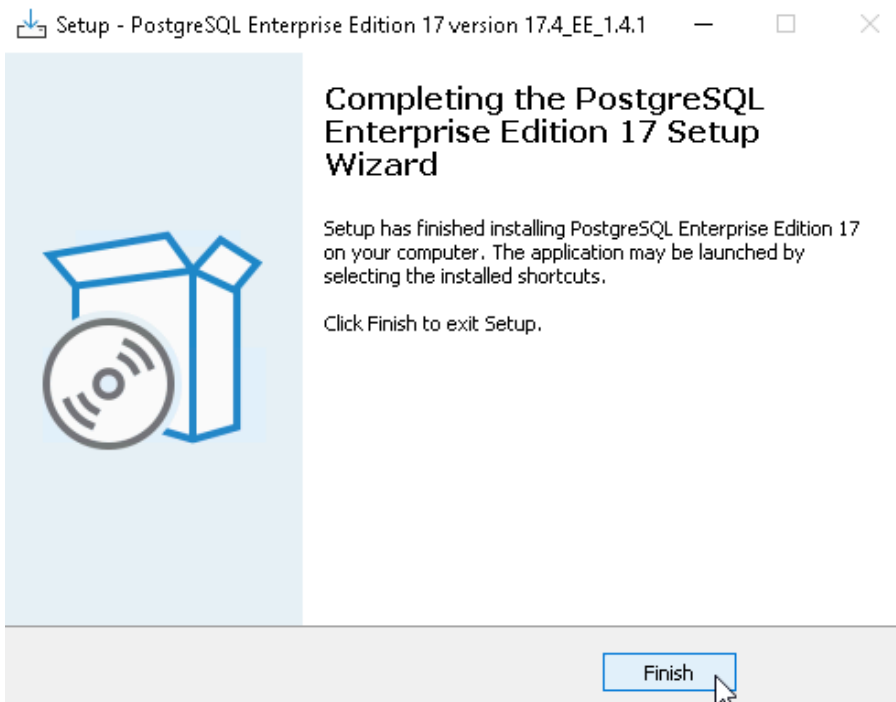 Setup - PostgreSQL Enterprise Edition 17 version 17.4_EE_1.4.1
Completing the PostgreSQL
Enterprise Edition 17 Setup
Wizard
Setup has finished installing PostgreSQL Enterprise Edition 17
on your computer. The application may be launched by
selecting the installed shortcuts.
Click Finish to exit Setup.
Finish